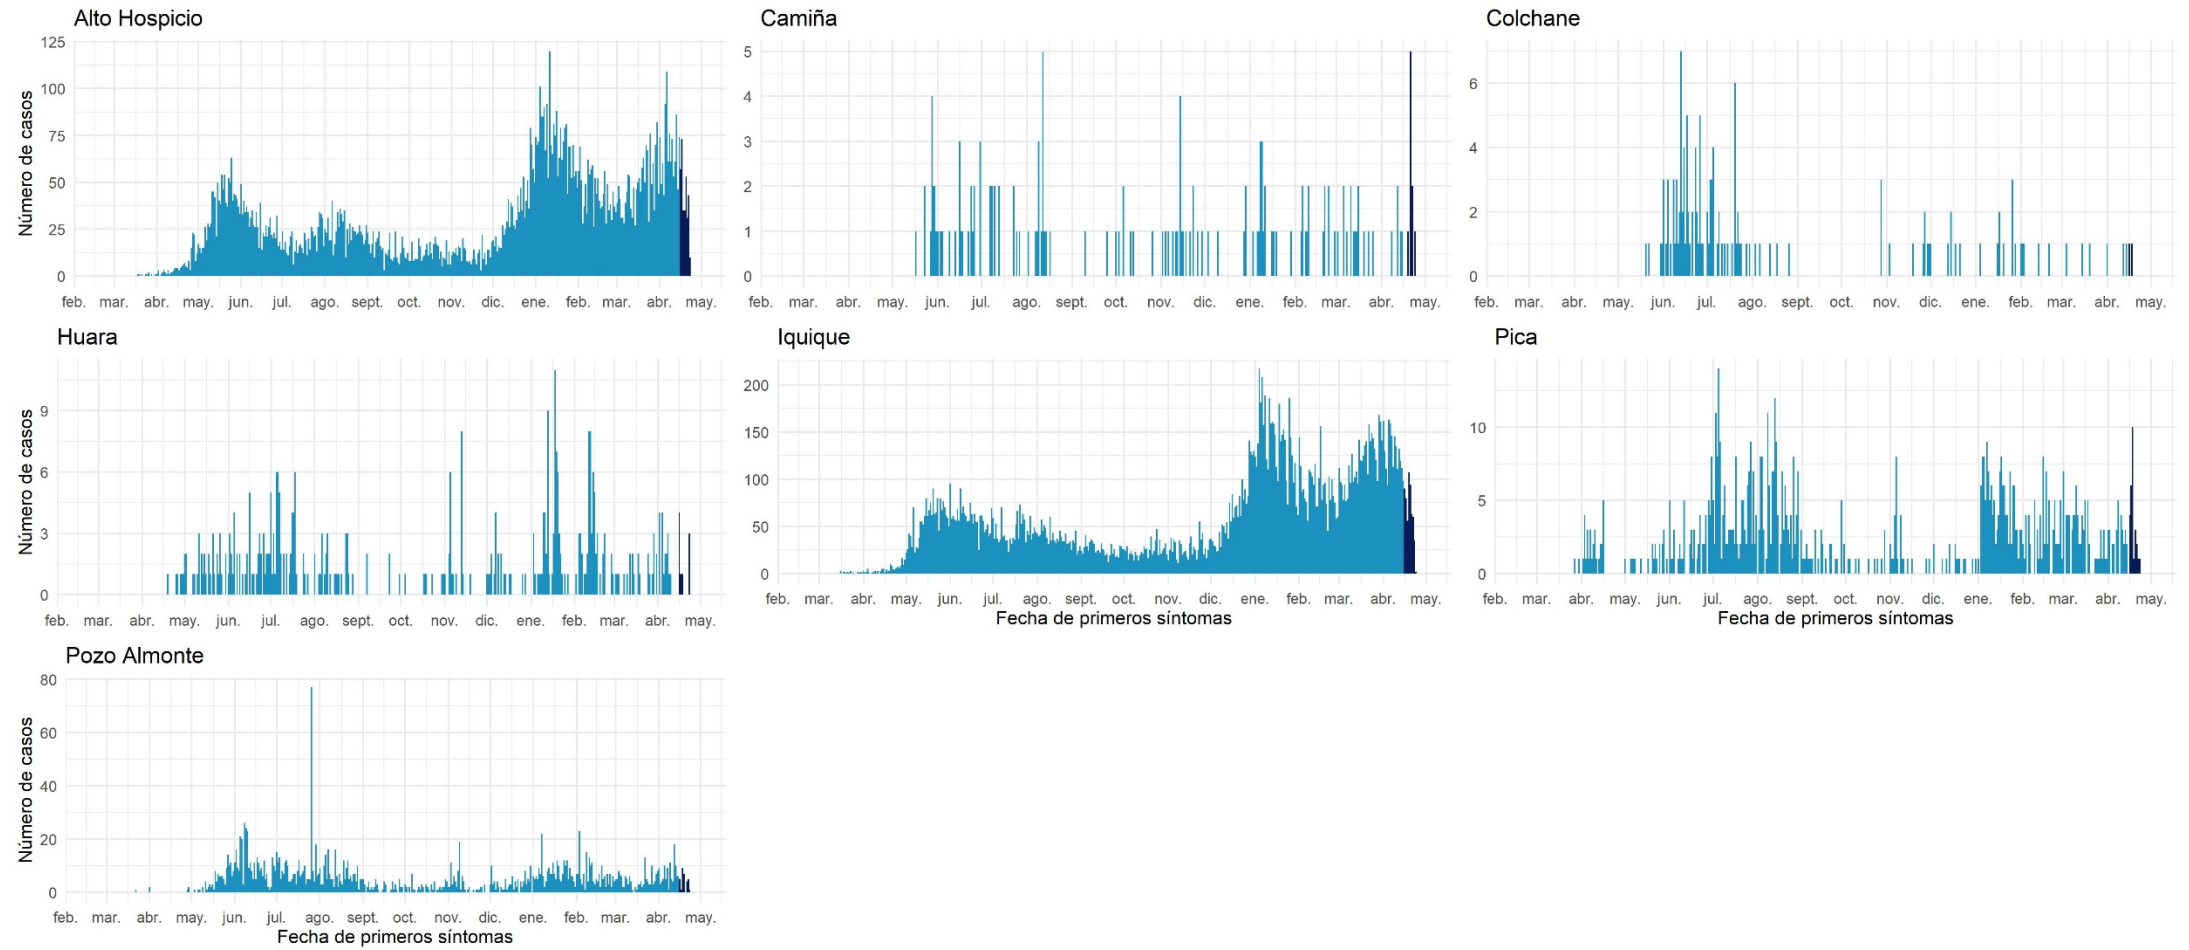 Alto Hospicio
Número de casos
125
100
75
50
25
0
feb. mar. abr. may. jun. jul. ago. sept. oct. nov. dic. ene. feb. mar. abr. may.
Camiña
5
4
3
2
1
0
feb. mar. abr. may. jun. jul. ago. sept. oct. nov. dic. ene. feb. mar. abr. may.
Colchane
6
4
2
0
feb. mar. abr. may. jun. jul. ago. sept. oct. nov. dic. ene. feb. mar. abr. may.
Huara
Número de casos
9
6
3
0
feb. mar. abr. may. jun. jul. ago. sept. oct. nov. dic. ene. feb. mar. abr. may.
Iquique
200
150
100
50
0
feb. mar. abr. may. jun. jul. ago. sept. oct. nov. dic. ene. feb. mar. abr. may.
Fecha de primeros síntomas
Pica
10
5
0
feb. mar. abr. may. jun. jul. ago. sept. oct. nov. dic. ene. feb. mar. abr. may.
Fecha de primeros síntomas
Pozo Almonte
Número de casos
80
60
40
20
0
feb. mar. abr. may. jun. jul. ago. sept. oct. nov. dic. ene. feb. mar. abr. may.
Fecha de primeros síntomas